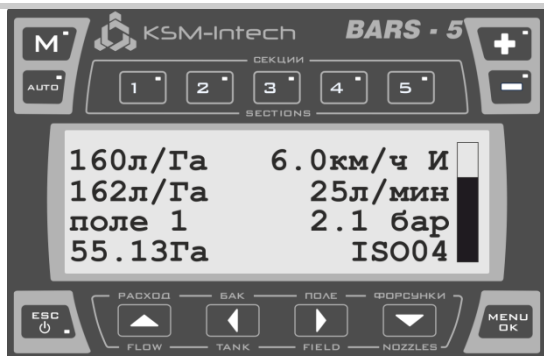 M
KSM-Intech
BARS - 5
+
AUTO
СЕКЦИИ
1 2 3 4 5
-
SECTIONS
160л/Га 6.0км/ч И
162л/Га 25л/мин
поле 1 2.1 бар
55.13Га ISO04
ESC
РАСХОД БАК ПОЛЕ ФОРСУНКИ
FLOW TANK FIELD NOZZLES
MENU
OK